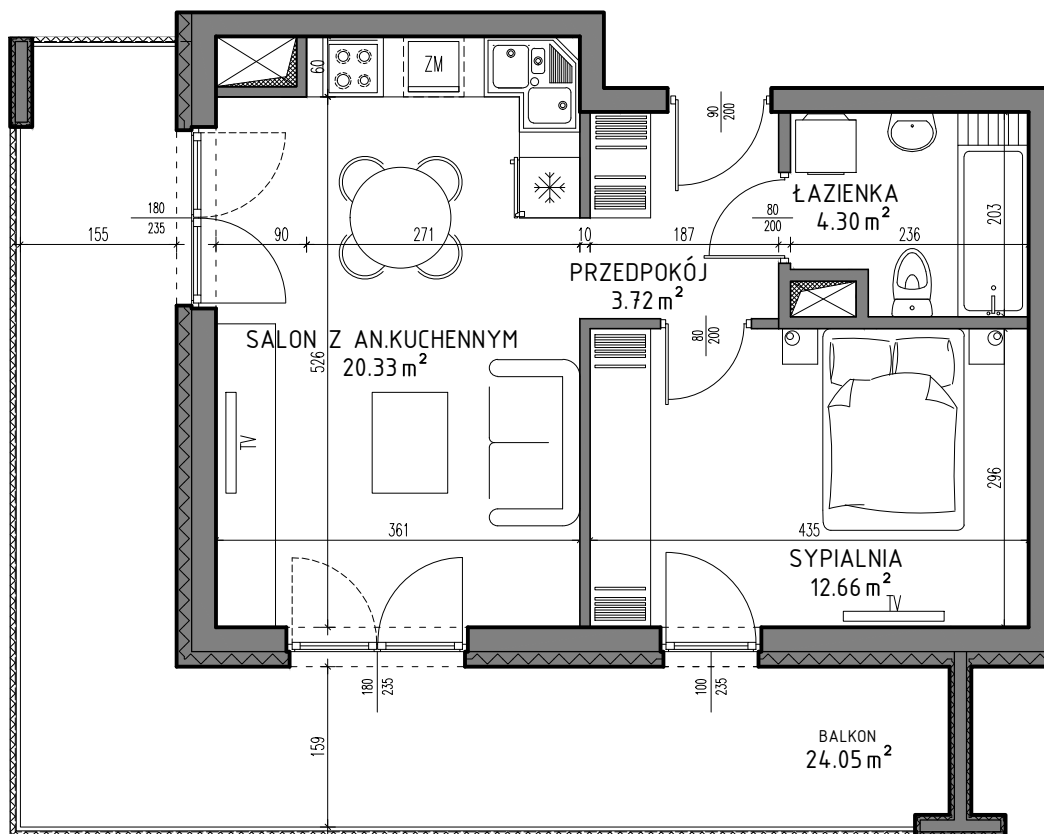 60
ZM
90
200
ŁAZIENKA
4.30 m²
203
180
235
80
200
155
90
271
10
187
236
PRZEDPOKÓJ
3.72 m²
SALON Z AN.KUCHENNYM
20.33 m²
526
80
200
TV
296
361
435
SYPIALNIA
12.66 m²
TV
180
235
100
235
159
BALKON
24.05 m²